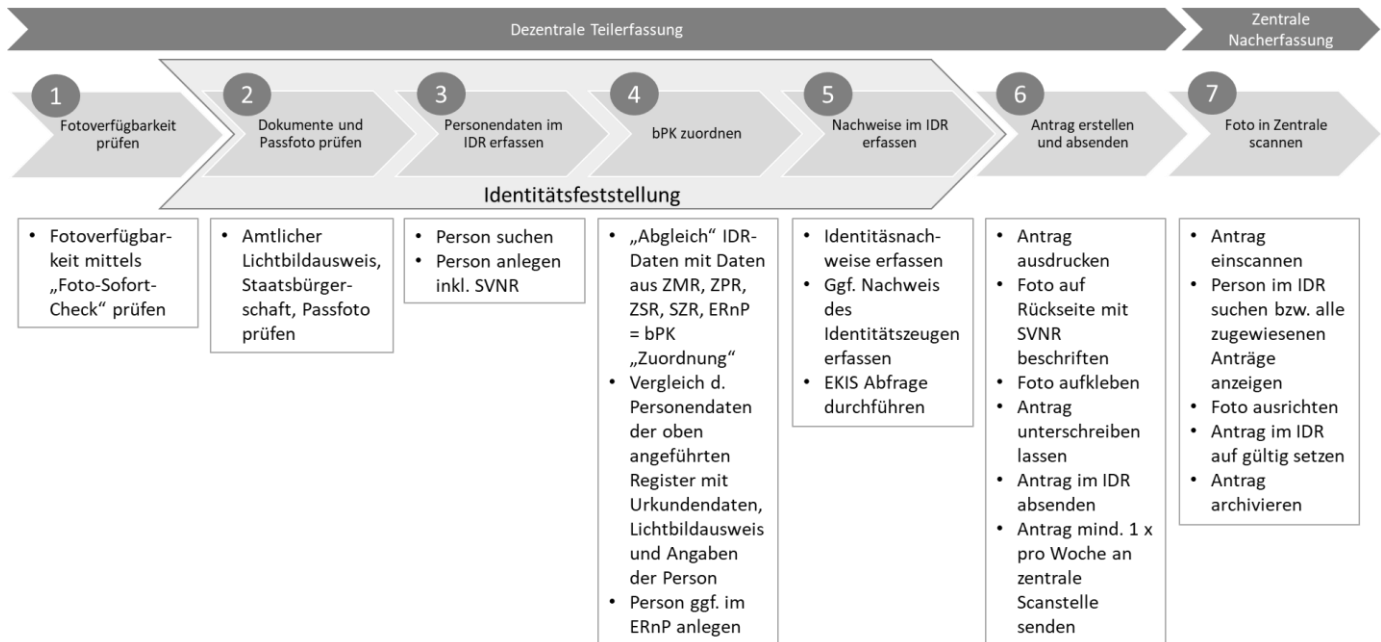 Dezentrale Teilerfassung
Zentrale
Nacherfassung
1
Fotoverfügbarkeit
prüfen
2
Dokumente und
Passfoto prüfen
3
Personendaten im
IDR erfassen
4
bPK zuordnen
5
Nachweise im IDR
erfassen
6
Antrag erstellen
und absenden
7
Foto in Zentrale
scannen
Identitätsfeststellung
• Fotoverfügbar-
keit mittels
„Foto-Sofort-
Check“ prüfen
• Amtlicher
Lichtbildausweis,
Staatsbürger-
schaft, Passfoto
prüfen
• Person suchen
• Person anlegen
inkl. SVNR
• „Abgleich“ IDR-
Daten mit Daten
aus ZMR, ZPR,
ZSR, SZR, ERnP
= bPK
„Zuordnung“
• Vergleich d.
Personendaten
der oben
angeführten
Register mit
Urkundendaten,
Lichtbildausweis
und Angaben
der Person
• Person ggf. im
ERnP anlegen
• Identitäsnach-
weise erfassen
• Ggf. Nachweis
des
Identitätszeugen
erfassen
• EKIS Abfrage
durchführen
• Antrag
ausdrucken
• Foto auf
Rückseite mit
SVNR
beschriften
• Foto aufkleben
• Antrag
unterschreiben
lassen
• Antrag im IDR
absenden
• Antrag mind. 1 x
pro Woche an
zentrale
Scanstelle
senden
• Antrag
einscannen
• Person im IDR
suchen bzw. alle
zugewiesenen
Anträge
anzeigen
• Foto ausrichten
• Antrag im IDR
auf gültig setzen
• Antrag
archivieren